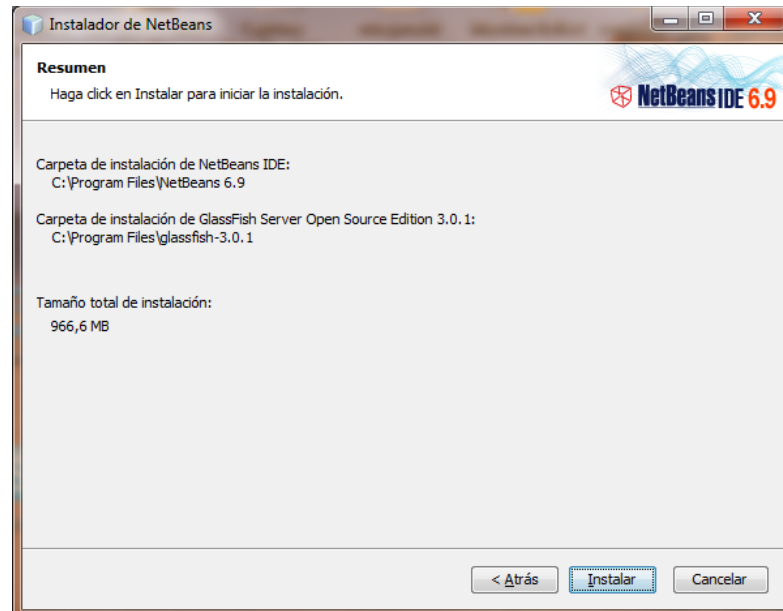 Instalador de NetBeans
Resumen
Haga click en Instalar para iniciar la instalación.
NetBeans IDE 6.9
Carpeta de instalación de NetBeans IDE:
C:\Program Files\NetBeans 6.9
Carpeta de instalación de GlassFish Server Open Source Edition 3.0.1:
C:\Program Files\glassfish-3.0.1
Tamaño total de instalación:
966,6 MB
< Atrás
Instalar
Cancelar